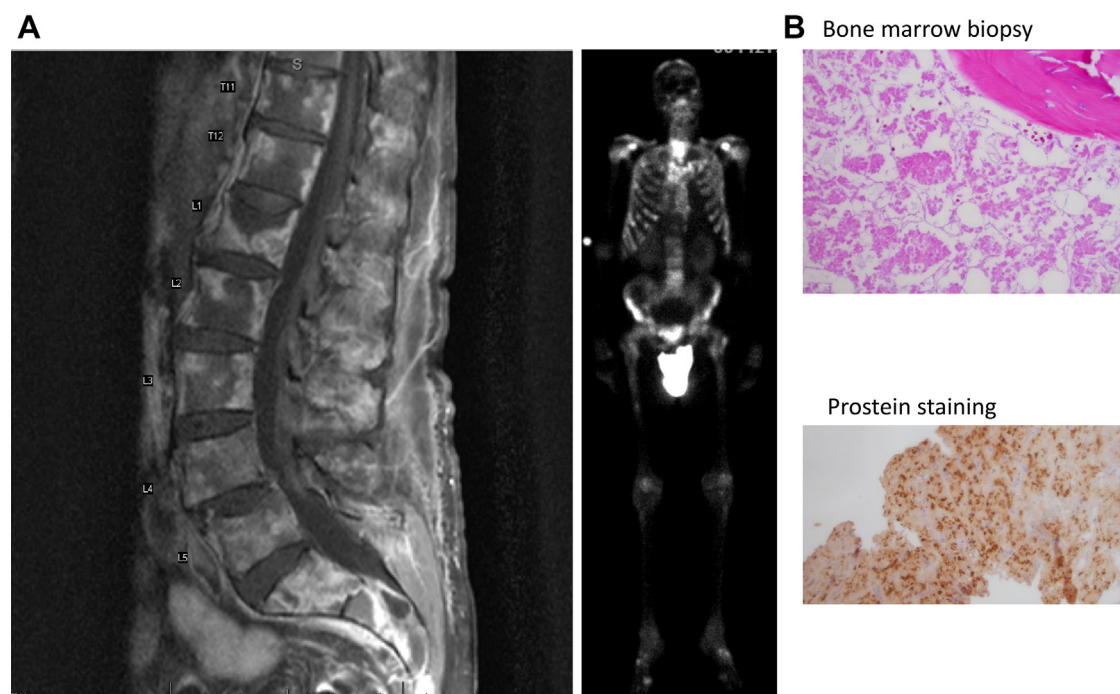 A
B Bone marrow biopsy
S
T11
T12
L1
L2
L3
L4
L5
Prostein staining